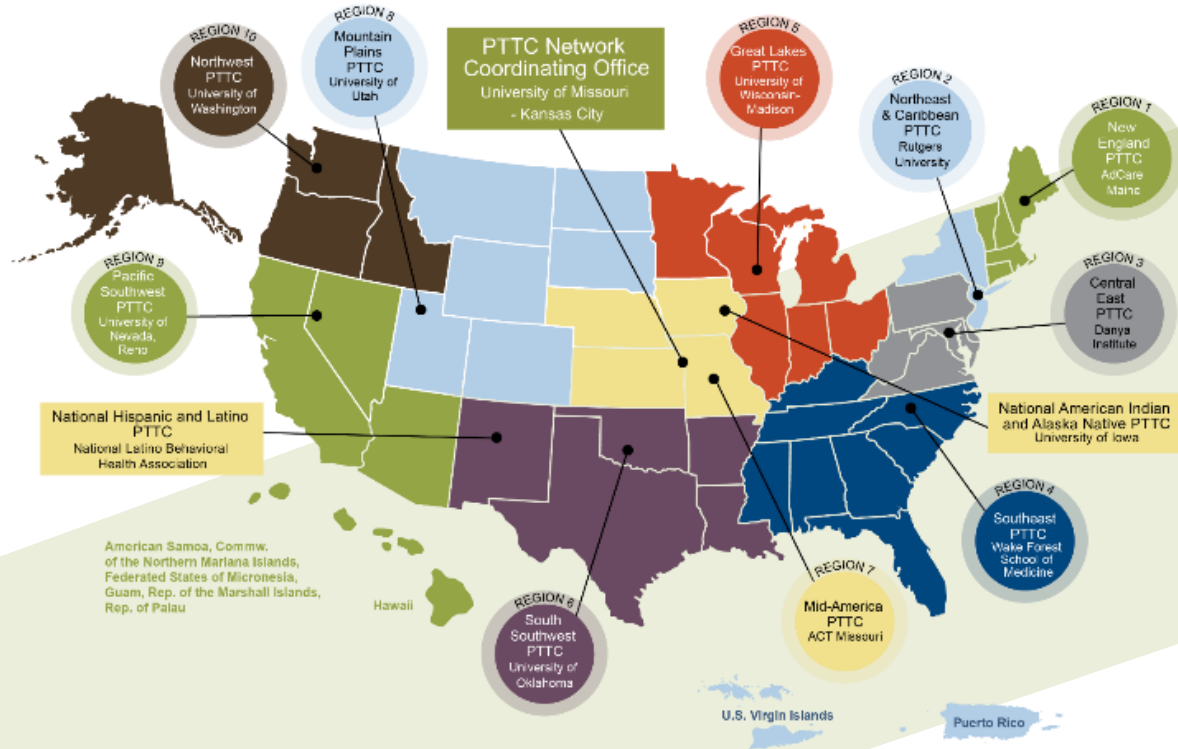 REGION 10
Northwest
PTTC
University of
Washington
REGION 8
Mountain
Plains
PTTC
University of
Utah
PTTC Network
Coordinating Office
University of Missouri
- Kansas City
REGION 5
Great Lakes
PTTC
University of
Wisconsin-
Madison
REGION 2
Northeast
& Caribbean
PTTC
Rutgers
University
REGION 1
New
England
PTTC
AdCare
Maine
REGION 9
Pacific
Southwest
PTTC
University of
Nevada,
Reno
REGION 3
Central
East
PTTC
Danya
Institute
National Hispanic and Latino
PTTC
National Latino Behavioral
Health Association
National American Indian
and Alaska Native PTTC
University of Iowa
REGION 4
Southeast
PTTC
Wake Forest
School of
Medicine
American Samoa, Commw.
of the Northern Mariana Islands,
Federated States of Micronesia,
Guam, Rep. of the Marshall Islands,
Rep. of Palau
Hawaii
REGION 6
South
Southwest
PTTC
University of
Oklahoma
REGION 7
Mid-America
PTTC
ACT Missouri
U.S. Virgin Islands
Puerto Rico